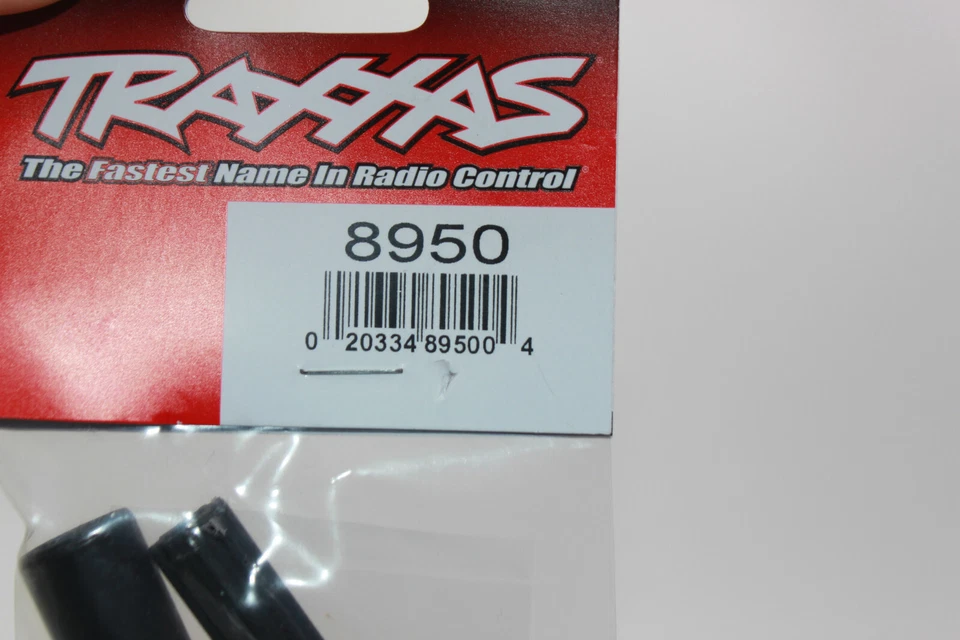 TRAXXAS
The Fastest Name In Radio Control
8950
0 20334 89500 4